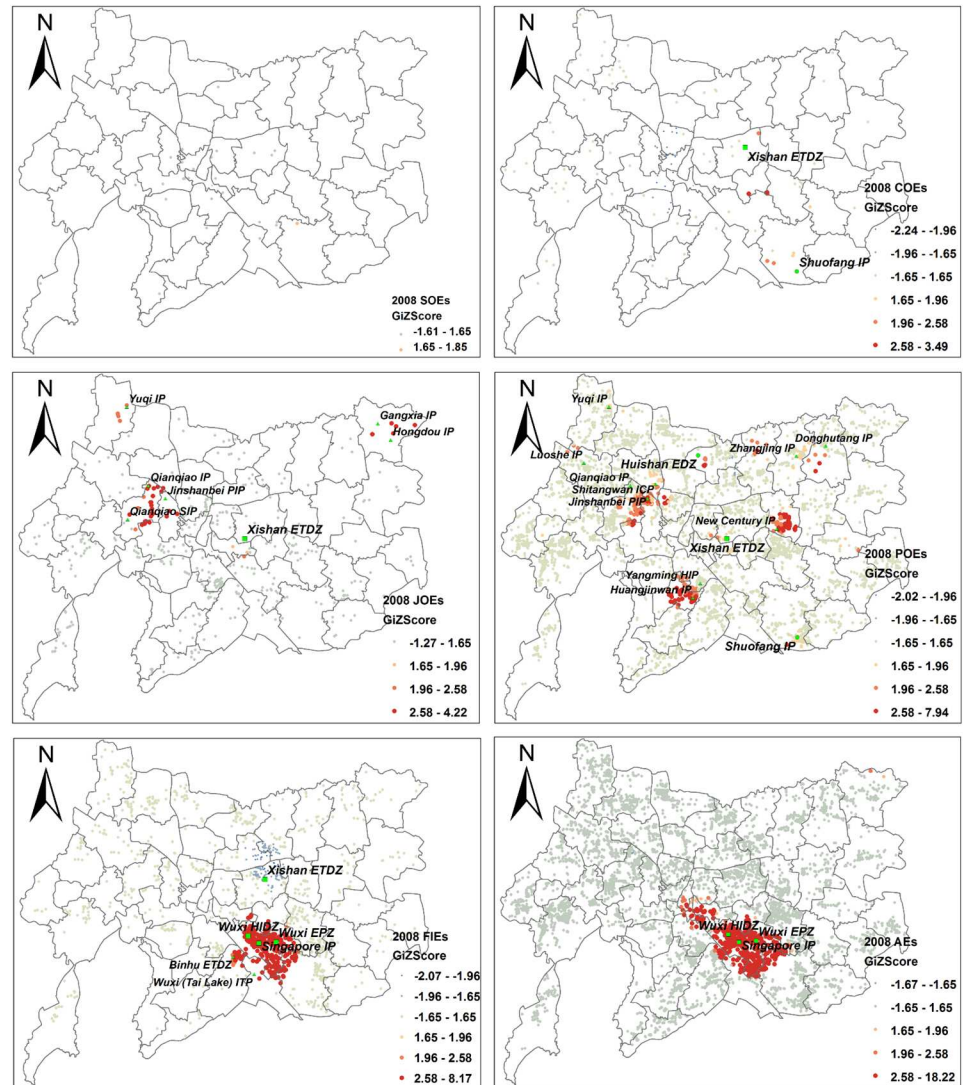 N
2008 SOEs
GiZScore
-1.61 - 1.65
1.65 - 1.85
N
Xishan ETDZ
2008 COEs
GiZScore
-2.24 - -1.96
-1.96 - -1.65
-1.65 - 1.65
Shuofang IP
1.65 - 1.96
1.96 - 2.58
2.58 - 3.49
N
Yuqi IP
Gangxia IP
Hongdou IP
Qianqiao IP
Jinshanbei PIP
Qianqiao SIP
Xishan ETDZ
2008 JOEs
GiZScore
-1.27 - 1.65
1.65 - 1.96
1.96 - 2.58
2.58 - 4.22
N
Yuqi IP
Donghutang IP
Zhangjing IP
Luoshe IP
Huishan EDZ
Qianqiao IP
Shitangwan ICP
Jinshanbei PIP
New Century IP
Xishan ETDZ
2008 POEs
GiZScore
Yangming HIP
Huangjinwan IP
-2.02 - -1.96
-1.96 - -1.65
-1.65 - 1.65
Shuofang IP
1.65 - 1.96
1.96 - 2.58
2.58 - 7.94
N
Xishan ETDZ
Wuxi HIDZ
Wuxi EPZ
2008 FIEs
Singapore IP
GiZScore
Binhu ETDZ
-2.07 - -1.96
Wuxi (Tai Lake) ITP
-1.96 - -1.65
-1.65 - 1.65
1.65 - 1.96
1.96 - 2.58
2.58 - 8.17
N
Wuxi HIDZ
Wuxi EPZ
2008 AEs
Singapore IP
GiZScore
-1.67 - -1.65
-1.65 - 1.65
1.65 - 1.96
1.96 - 2.58
2.58 - 18.22